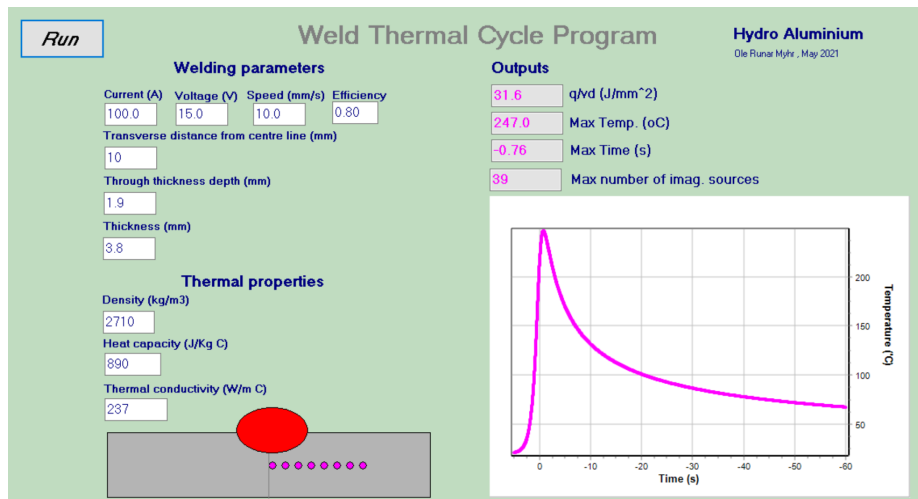 Run
Weld Thermal Cycle Program
Hydro Aluminium
Ole Runar Myhr , May 2021
Welding parameters
Current (A) Voltage (V) Speed (mm/s) Efficiency
100.0 15.0 10.0 0.80
Transverse distance from centre line (mm)
10
Through thickness depth (mm)
1.9
Thickness (mm)
3.8
Thermal properties
Density (kg/m3)
2710
Heat capacity (J/Kg C)
890
Thermal conductivity (W/m C)
237
Outputs
31.6 q/vd (J/mm^2)
247.0 Max Temp. (oC)
-0.76 Max Time (s)
39 Max number of imag. sources
200
150
100
50
Temperature (°C)
0 -10 -20 -30 -40 -50 -60
Time (s)